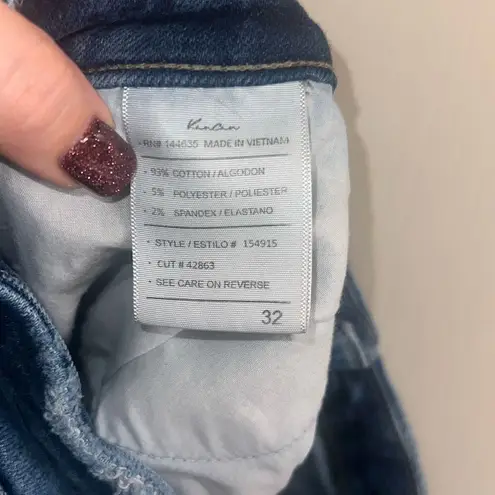 KanCan
RN# 144635 MADE IN VIETNAM
· 93% COTTON / ALGODON
· 5% POLYESTER / POLIESTER
· 2% SPANDEX / ELASTANO
· STYLE / ESTILO # 154915
· CUT # 42863
· SEE CARE ON REVERSE
32